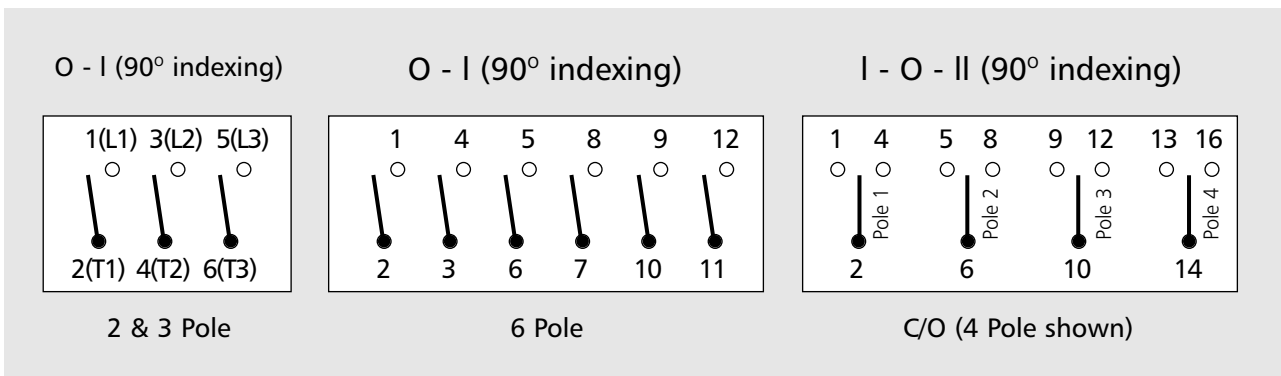 O - l (90° indexing)
1(L1) 3(L2) 5(L3)
2(T1) 4(T2) 6(T3)
2 & 3 Pole
O - l (90° indexing)
1 4 5 8 9 12
2 3 6 7 10 11
6 Pole
l - O - ll (90° indexing)
1 4 5 8 9 12 13 16
Pole 1
Pole 2
Pole 3
Pole 4
2 6 10 14
C/O (4 Pole shown)